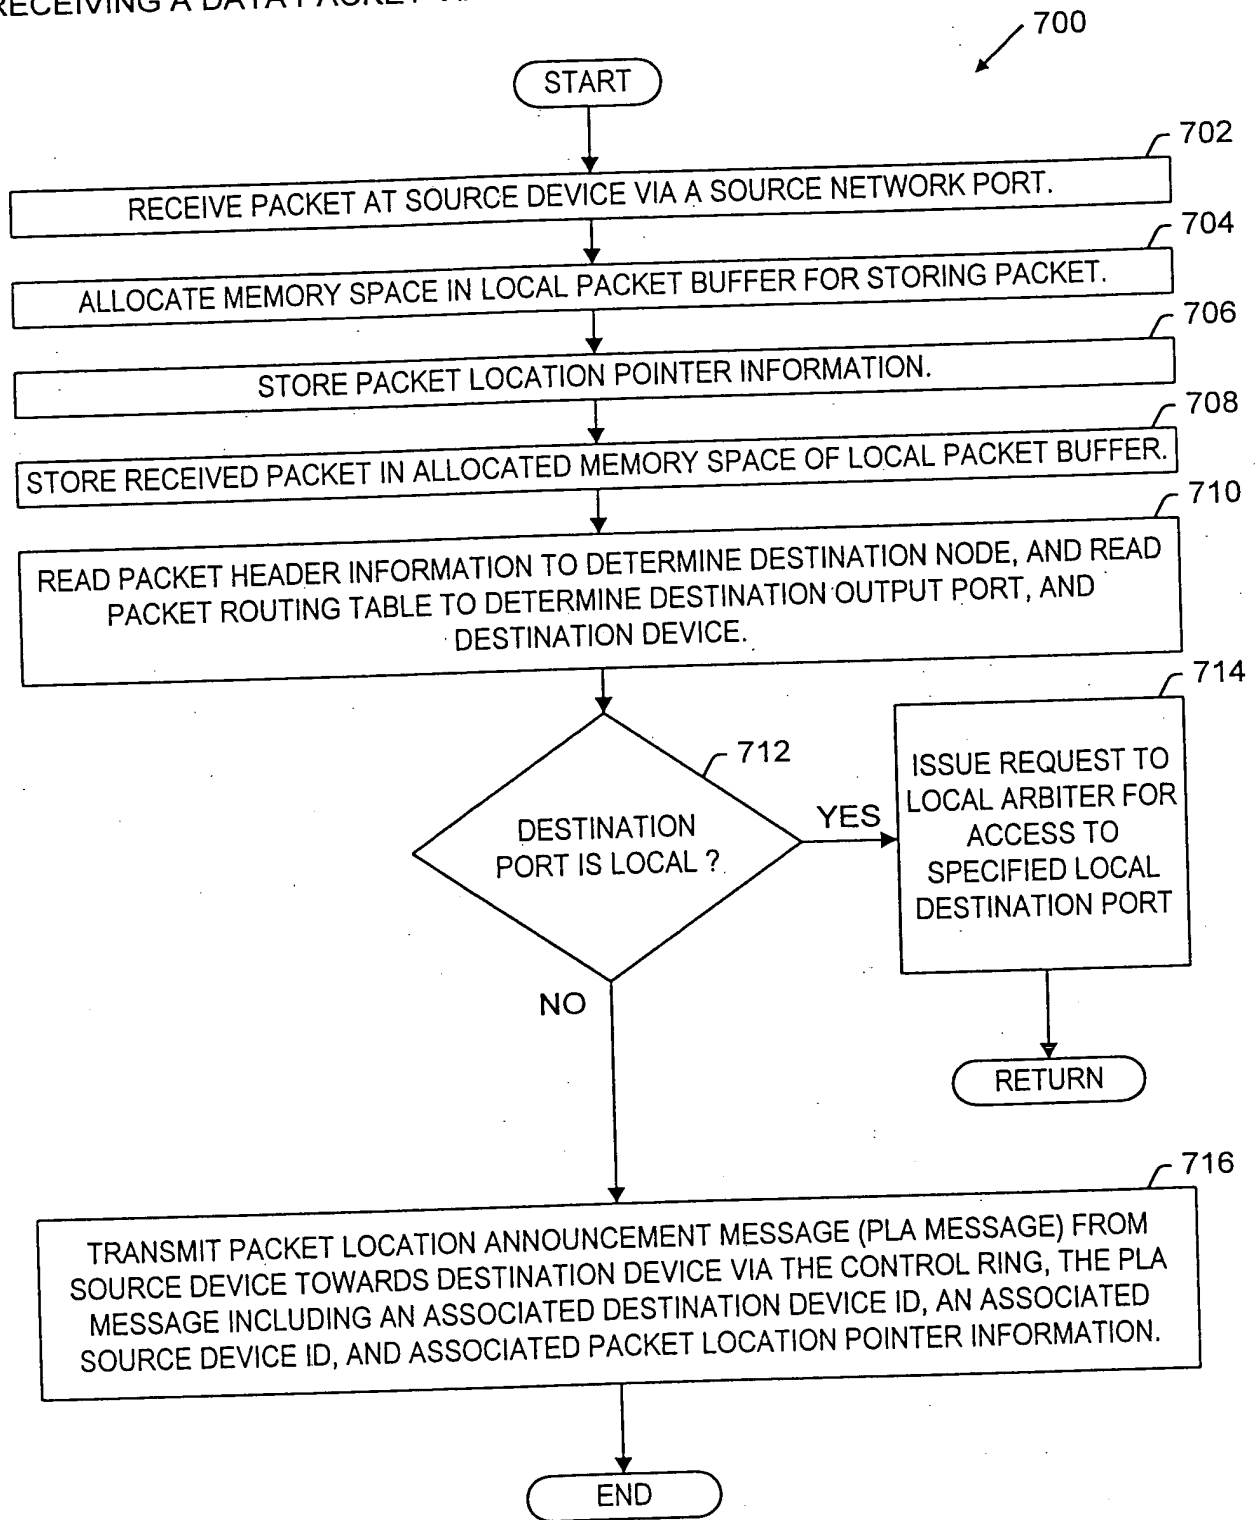 RECEIVING A DATA PACKET
700
START
702
RECEIVE PACKET AT SOURCE DEVICE VIA A SOURCE NETWORK PORT.
704
ALLOCATE MEMORY SPACE IN LOCAL PACKET BUFFER FOR STORING PACKET.
706
STORE PACKET LOCATION POINTER INFORMATION.
708
STORE RECEIVED PACKET IN ALLOCATED MEMORY SPACE OF LOCAL PACKET BUFFER.
710
READ PACKET HEADER INFORMATION TO DETERMINE DESTINATION NODE, AND READ
PACKET ROUTING TABLE TO DETERMINE DESTINATION OUTPUT PORT, AND
DESTINATION DEVICE.
712
DESTINATION
PORT IS LOCAL ?
YES
714
ISSUE REQUEST TO
LOCAL ARBITER FOR
ACCESS TO
SPECIFIED LOCAL
DESTINATION PORT
NO
RETURN
716
TRANSMIT PACKET LOCATION ANNOUNCEMENT MESSAGE (PLA MESSAGE) FROM
SOURCE DEVICE TOWARDS DESTINATION DEVICE VIA THE CONTROL RING, THE PLA
MESSAGE INCLUDING AN ASSOCIATED DESTINATION DEVICE ID, AN ASSOCIATED
SOURCE DEVICE ID, AND ASSOCIATED PACKET LOCATION POINTER INFORMATION.
END